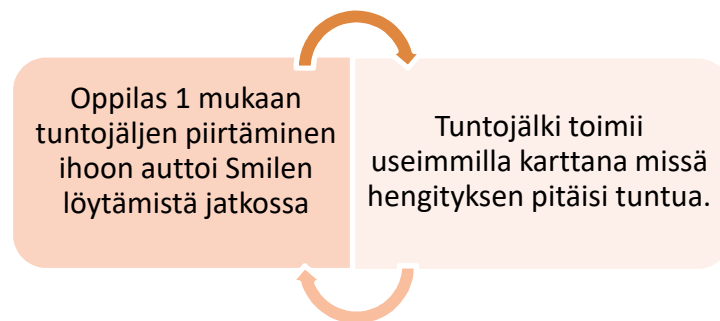 Oppilas 1 mukaan
tuntojäljen piirtäminen
ihoon auttoi Smilen
löytämistä jatkossa
Tuntojälki toimii
useimmilla karttana missä
hengityksen pitäisi tuntua.